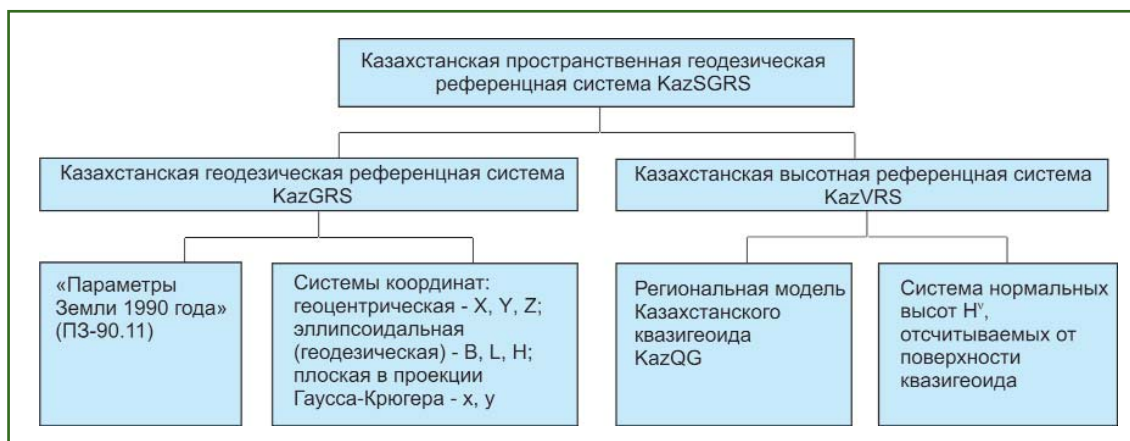 Казахстанская пространственная геодезическая
референцная система KazSGRS
Казахстанская геодезическая референцная система
KazGRS
Казахстанская высотная референцная система
KazVRS
«Параметры
Земли 1990 года»
(ПЗ-90.11)
Системы координат:
геоцентрическая - X, Y, Z;
эллипсоидальная
(геодезическая) - B, L, H;
плоская в проекции
Гаусса-Крюгера - x, y
Региональная модель
Казахстанского
квазигеоида
KazQG
Система нормальных
высот Hᵞ,
отсчитываемых от
поверхности
квазигеоида